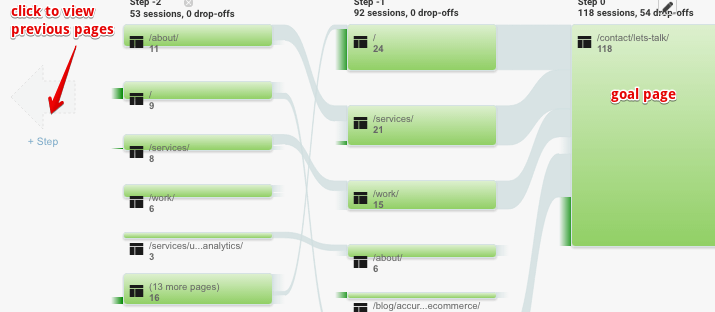 click to view
previous pages
+ Step
Step -2
53 sessions, 0 drop-offs
/about/
11
/
9
/services/
8
/work/
6
/services/u...analytics/
3
(13 more pages)
16
Step -1
92 sessions, 0 drop-offs
/
24
/services/
21
/work/
15
/about/
6
/blog/accur...ecommerce/
Step 0
118 sessions, 54 drop-offs
/contact/lets-talk/
118
goal page